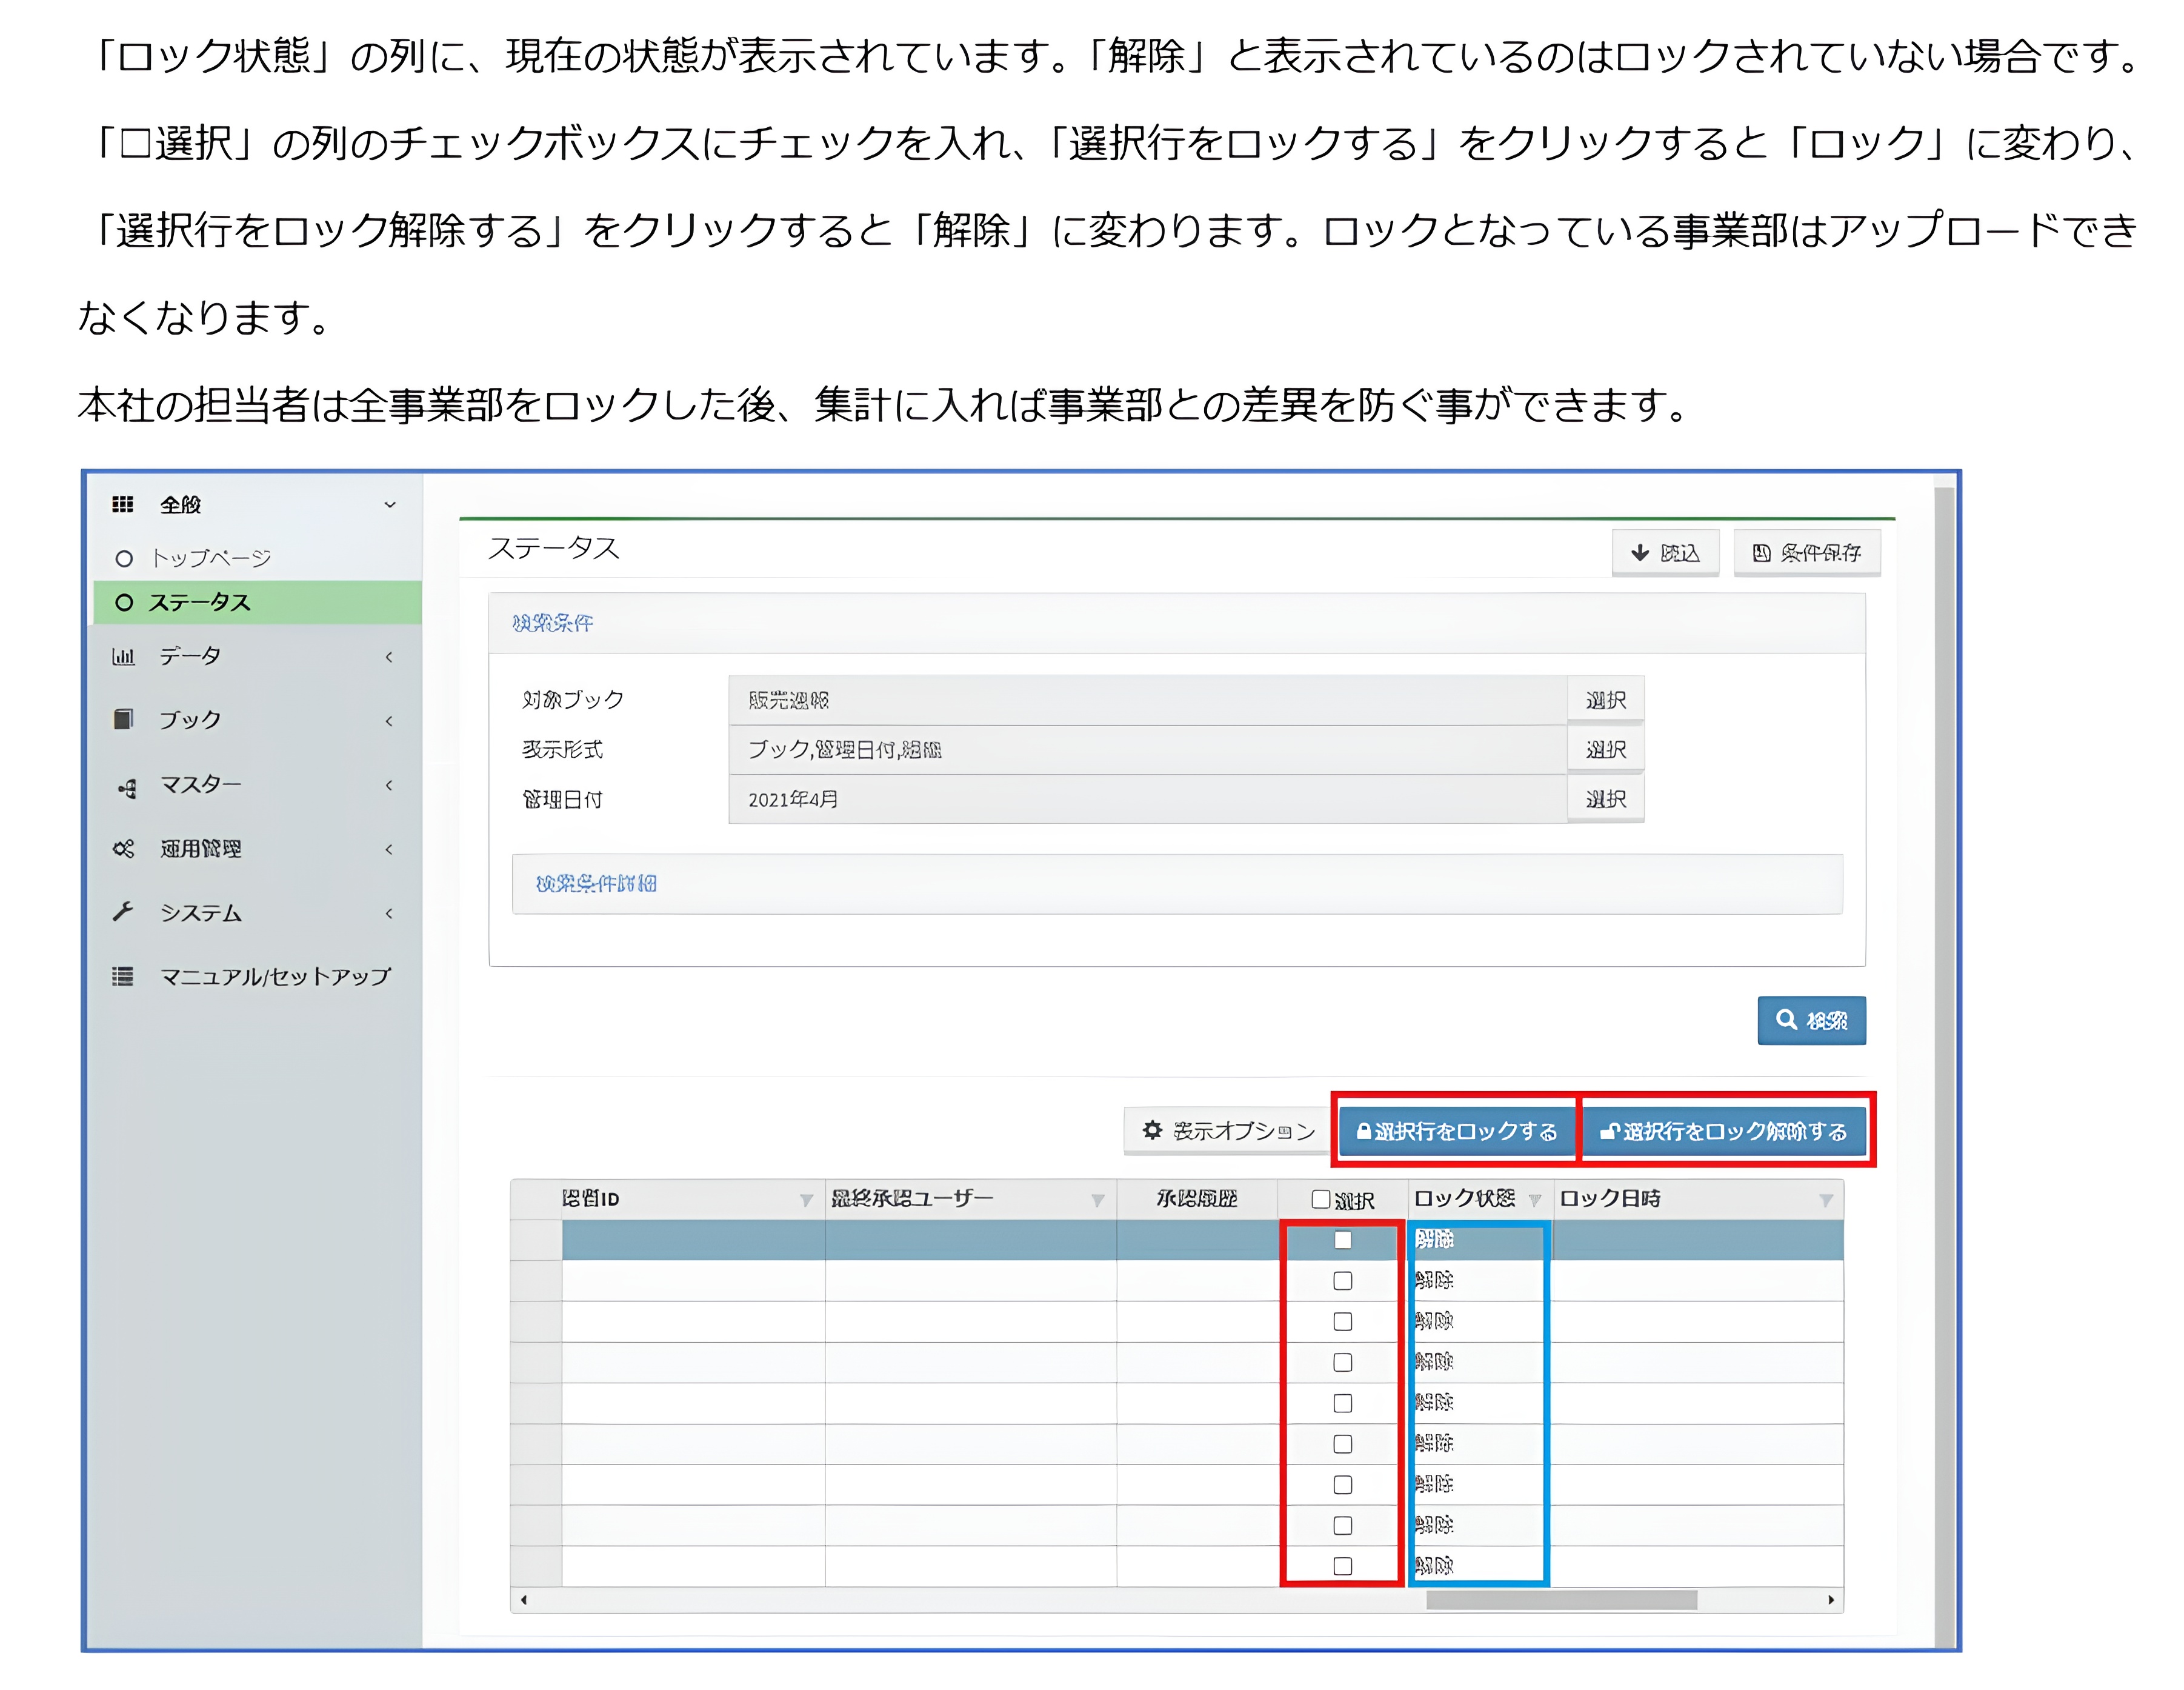 「ロック状態」の列に、現在の状態が表示されています。「解除」と表示されているのはロックされていない場合です。
「□選択」の列のチェックボックスにチェックを入れ、「選択行をロックする」をクリックすると「ロック」に変わり、
「選択行をロック解除する」をクリックすると「解除」に変わります。ロックとなっている事業部はアップロードでき
なくなります。
本社の担当者は全事業部をロックした後、集計に入れば事業部との差異を防ぐ事ができます。
全般
トップページ
ステータス
データ
ブック
マスター
運用管理
システム
マニュアル/セットアップ
ステータス
読込
条件保存
検索条件
対象ブック
販売週報
選択
表示形式
ブック,管理日付,組織
選択
管理日付
2021年4月
選択
検索条件詳細
検索
表示オプション
選択行をロックする
選択行をロック解除する
ID
最終承認ユーザー
承認履歴
選択
ロック状態
ロック日時
解除
解除
解除
解除
解除
解除
解除
解除
解除